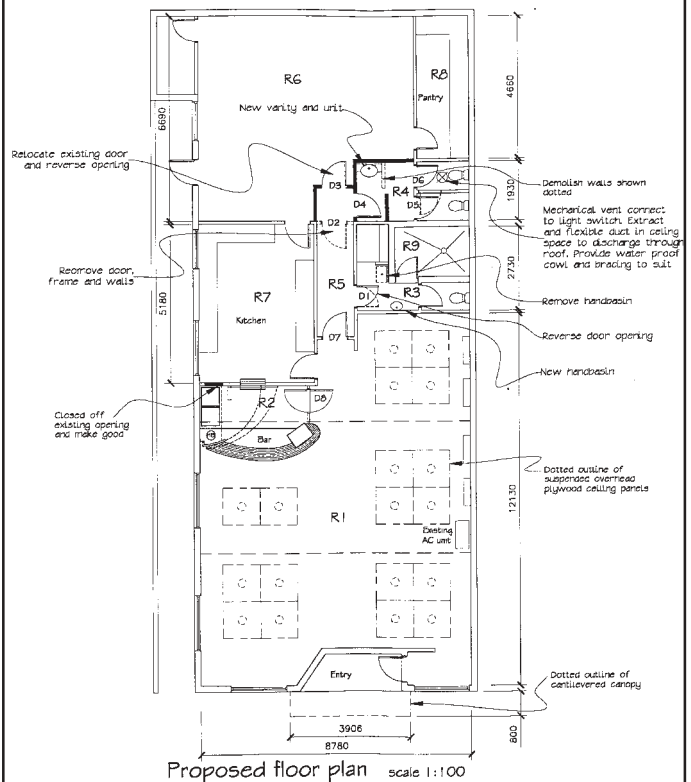 R6
R8
Pantry
New vanity and unit
6690
4660
Relocate existing door
and reverse opening
D3
D6
R4
D4
D5
1930
Demolish walls shown
dotted
Mechanical vent connect
to light switch. Extract
and flexible duct in ceiling
space to discharge through
roof. Provide water proof
cowl and bracing to suit
D2
R9
2730
Reomrove door,
frame and walls
R5
R3
D1
5180
R7
Kitchen
Remove handbasin
D7
Reverse door opening
New handbasin
R2
D8
Closed off
existing opening
and make good
Bar
Dotted outline of
suspended overhead
plywood ceiling panels
12130
R1
Existing
AC unit
Entry
Dotted outline of
cantilevered canopy
3906
800
8780
Proposed floor plan scale 1:100